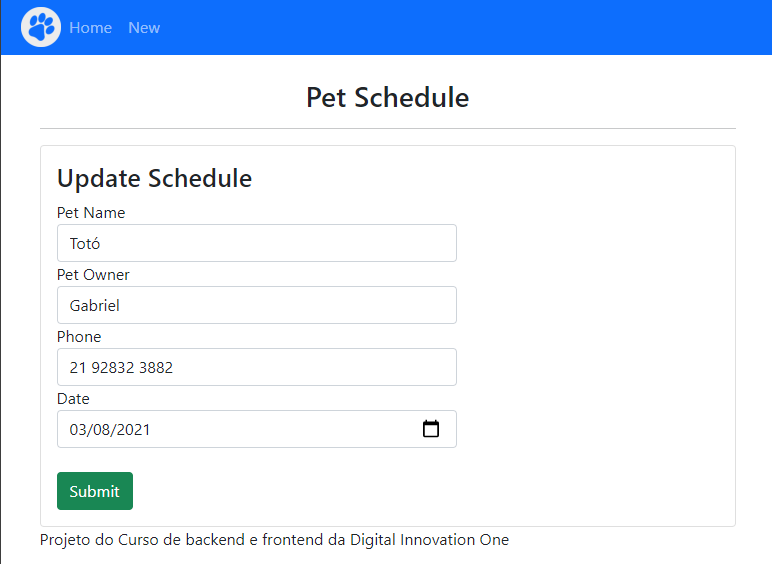 Home New
Pet Schedule
Update Schedule
Pet Name
Totó
Pet Owner
Gabriel
Phone
21 92832 3882
Date
03/08/2021
Submit
Projeto do Curso de backend e frontend da Digital Innovation One